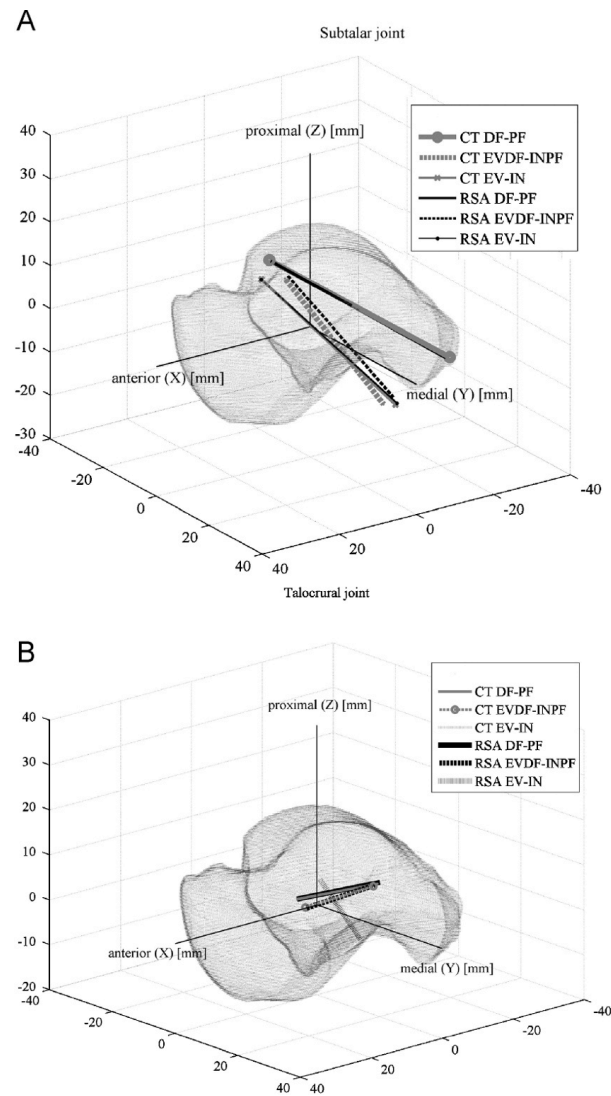 A
Subtalar joint
40
30
20
10
0
-10
-20
-30
-40
-20
0
20
40
40
20
0
-20
-40
proximal (Z) [mm]
anterior (X) [mm]
medial (Y) [mm]
CT DF-PF
CT EVDF-INPF
CT EV-IN
RSA DF-PF
RSA EVDF-INPF
RSA EV-IN
Talocrural joint
B
40
30
20
10
0
-10
-20
-40
-20
0
20
40
40
20
0
-20
-40
proximal (Z) [mm]
anterior (X) [mm]
medial (Y) [mm]
CT DF-PF
CT EVDF-INPF
CT EV-IN
RSA DF-PF
RSA EVDF-INPF
RSA EV-IN